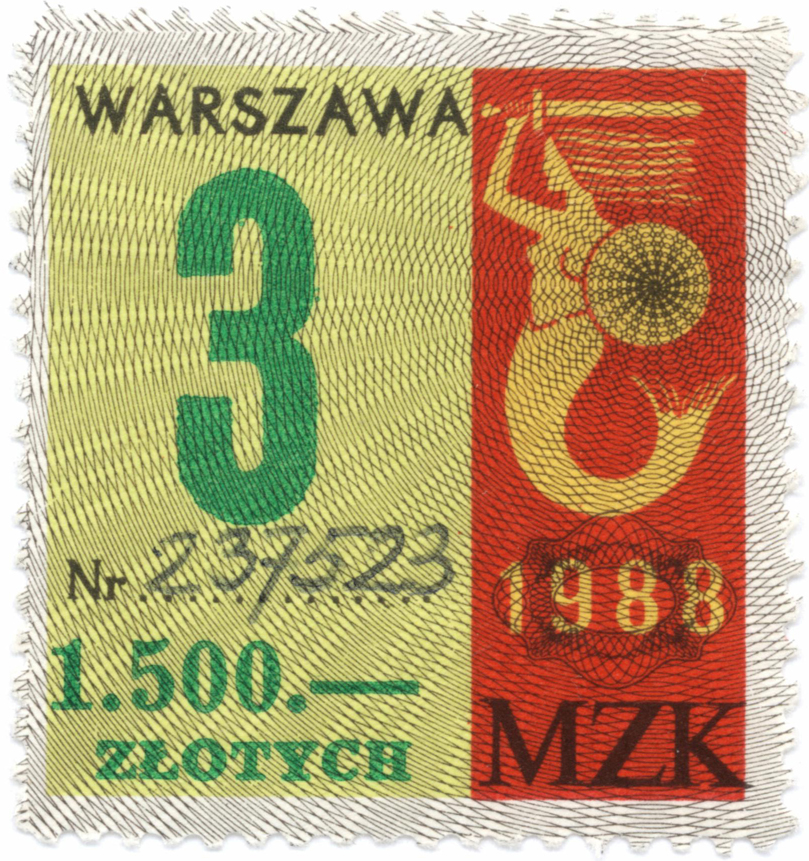 WARSZAWA
3
Nr 237523
1.500.—
ZŁOTYCH
1988
MZK